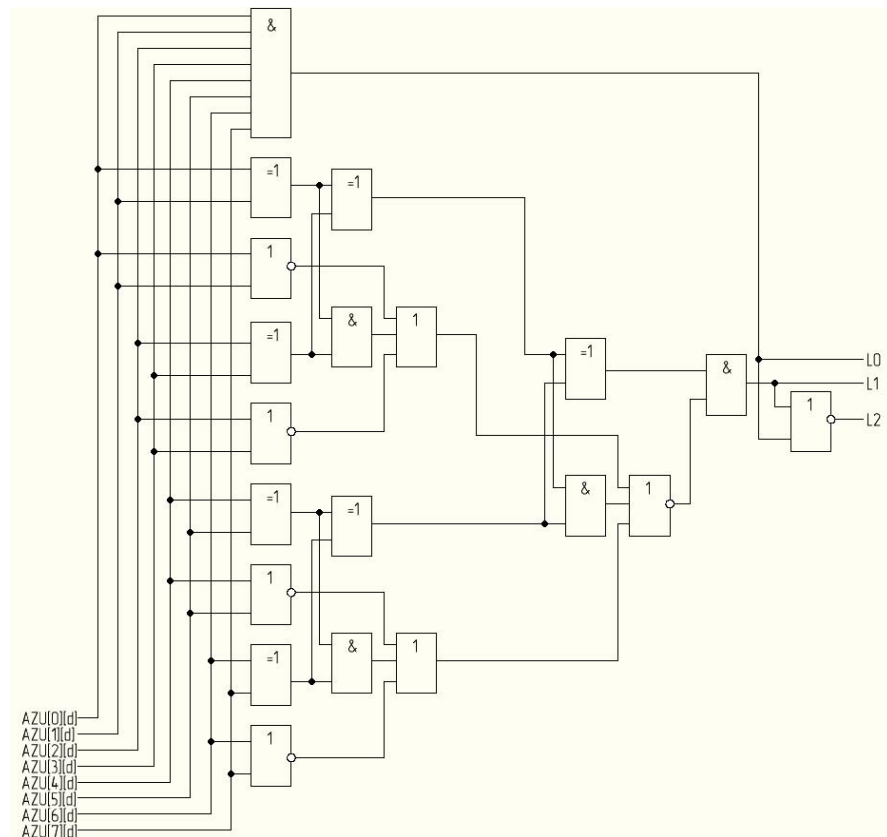 &
=1
=1
1
&
1
=1
=1
&
L0
L1
1
L2
1
=1
=1
&
1
1
&
1
=1
1
AZU[0][d]
AZU[1][d]
AZU[2][d]
AZU[3][d]
AZU[4][d]
AZU[5][d]
AZU[6][d]
AZU[7][d]